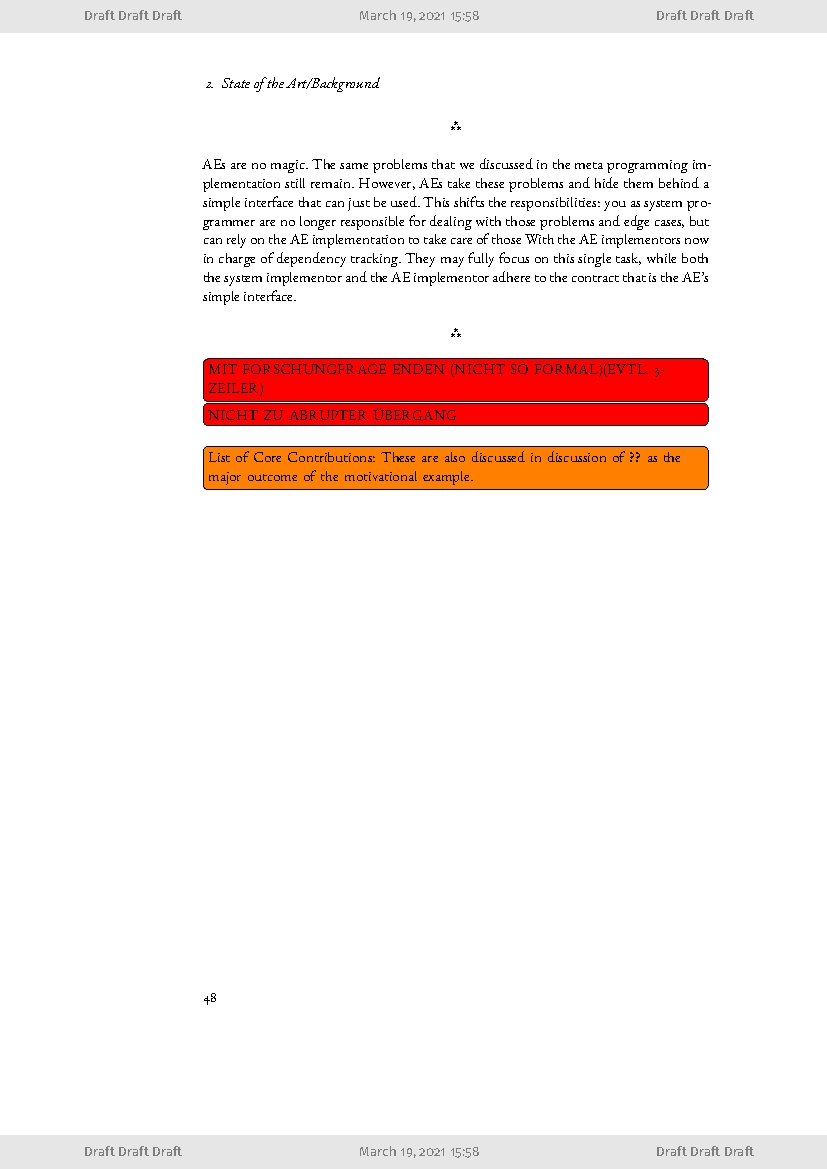 Draft Draft Draft March 19, 2021 15:58 Draft Draft Draft
2. State of the Art/Background
⁂
AEs are no magic. The same problems that we discussed in the meta programming im-
plementation still remain. However, AEs take these problems and hide them behind a
simple interface that can just be used. This shifts the responsibilities: you as system pro-
grammer are no longer responsible for dealing with those problems and edge cases, but
can rely on the AE implementation to take care of those With the AE implementors now
in charge of dependency tracking. They may fully focus on this single task, while both
the system implementor and the AE implementor adhere to the contract that is the AE’s
simple interface.
⁂
MIT FORSCHUNGFRAGE ENDEN (NICHT SO FORMAL)(EVTL. 3-
ZEILER)
NICHT ZU ABRUPTER ÜBERGANG
List of Core Contributions: These are also discussed in discussion of ?? as the
major outcome of the motivational example.
48
Draft Draft Draft March 19, 2021 15:58 Draft Draft Draft